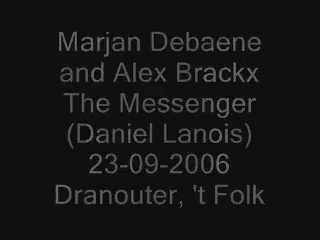 Marjan Debaene
and Alex Brackx
The Messenger
(Daniel Lanois)
23-09-2006
Dranouter, 't Folk